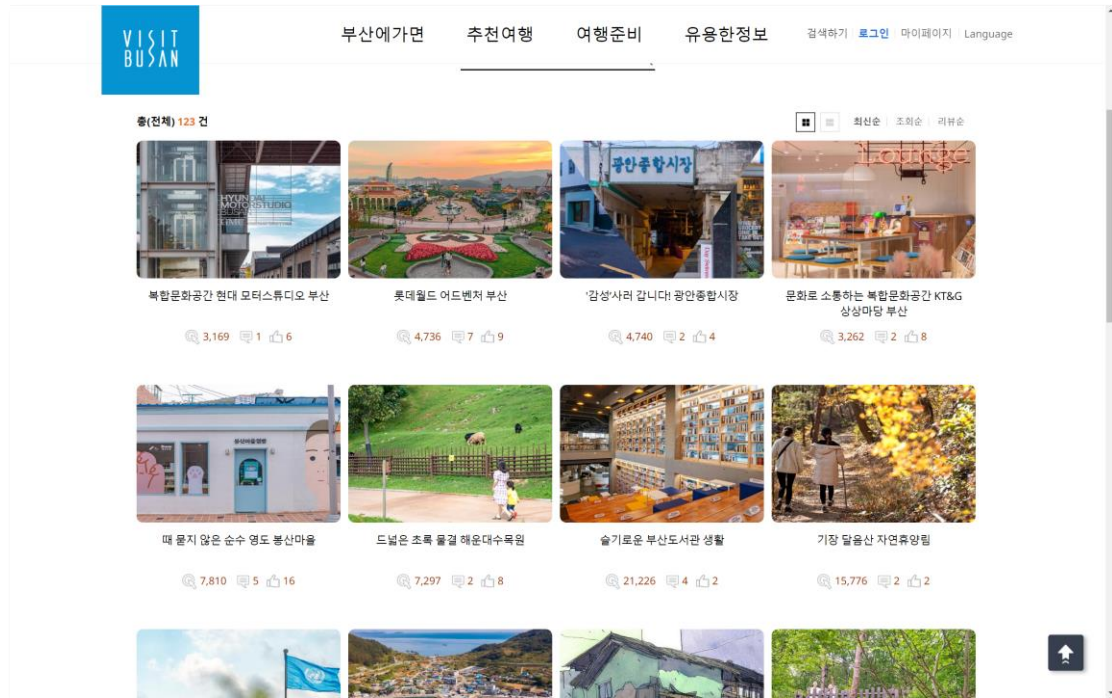 VISIT
BUSAN
부산에가면 추천여행 여행준비 유용한정보 검색하기 로그인 마이페이지 Language
총(전체) 123 건 최신순 조회순 리뷰순
HYUNDAI
MOTORSTUDIO
BUSAN
광안종합시장
Lounge
복합문화공간 현대 모터스튜디오 부산
롯데월드 어드벤처 부산
'감성'사러 갑니다! 광안종합시장
문화로 소통하는 복합문화공간 KT&G
상상마당 부산
3,169 1 6
4,736 7 9
4,740 2 4
3,262 2 8
때 묻지 않은 순수 영도 봉산마을
드넓은 초록 물결 해운대수목원
슬기로운 부산도서관 생활
기장 달음산 자연휴양림
7,810 5 16
7,297 2 8
21,226 4 2
15,776 2 2